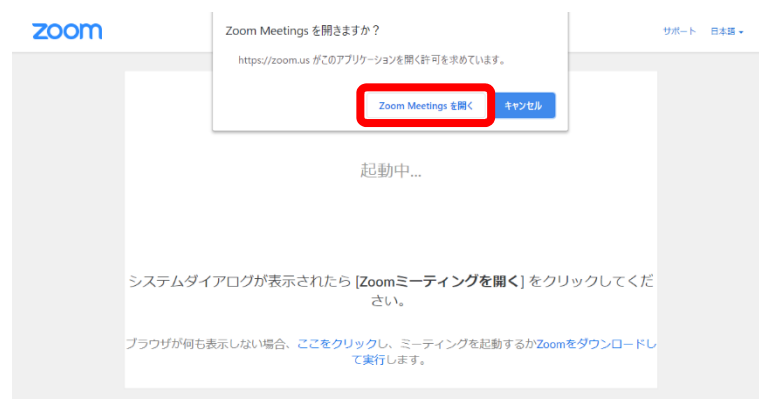 zoom
Zoom Meetings を開きますか？
サポート 日本語
https://zoom.us がこのアプリケーションを開く許可を求めています。
Zoom Meetings を開く キャンセル
起動中...
システムダイアログが表示されたら [Zoomミーティングを開く] をクリックしてくだ
さい。
ブラウザが何も表示しない場合、ここをクリックし、ミーティングを起動するかZoomをダウンロードし
て実行します。